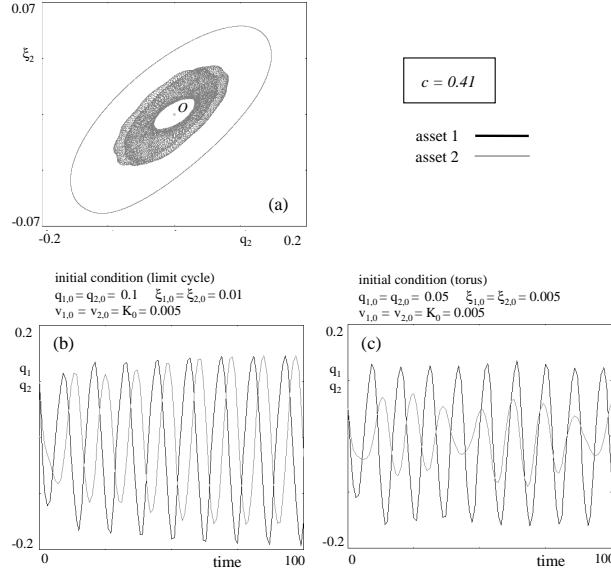 0.07
ξ2
c = 0.41
O
asset 1
asset 2
(a)
-0.07
-0.2 q2 0.2
initial condition (limit cycle)
q1,0 = q2,0 = 0.1 ξ1,0 = ξ2,0 = 0.01
v1,0 = v2,0 = K0 = 0.005
initial condition (torus)
q1,0 = q2,0 = 0.05 ξ1,0 = ξ2,0 = 0.005
v1,0 = v2,0 = K0 = 0.005
0.2 (b)
q1
q2
-0.2
0 time 100
0.2 (c)
q1
q2
-0.2
0 time 100